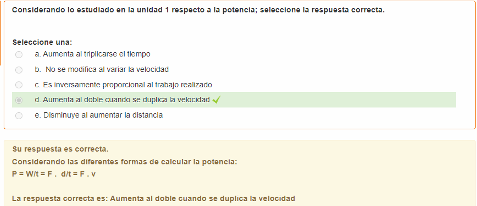 Considerando lo estudiado en la unidad 1 respecto a la potencia; seleccione la respuesta correcta.
Seleccione una:
a. Aumenta al triplicarse el tiempo
b. No se modifica al variar la velocidad
c. Es inversamente proporcional al trabajo realizado
d. Aumenta al doble cuando se duplica la velocidad
e. Disminuye al aumentar la distancia
Su respuesta es correcta.
Considerando las diferentes formas de calcular la potencia:
P = W/t = F . d/t = F . v
La respuesta correcta es: Aumenta al doble cuando se duplica la velocidad